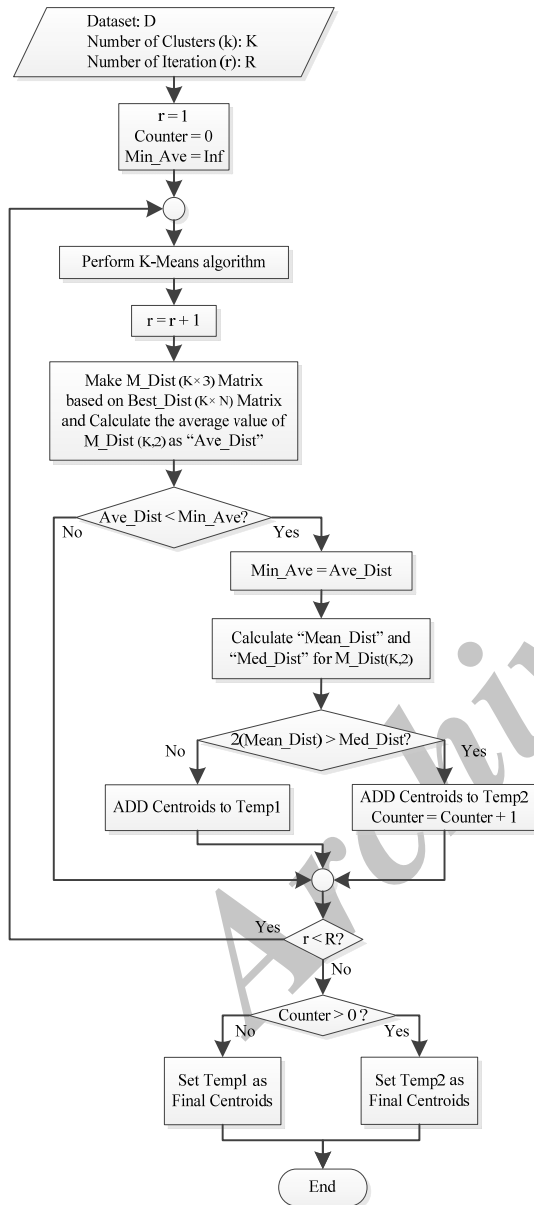 Dataset: D
Number of Clusters (k): K
Number of Iteration (r): R
r = 1
Counter = 0
Min_Ave = Inf
Perform K-Means algorithm
r = r + 1
Make M_Dist (K× 3) Matrix
based on Best_Dist (K× N) Matrix
and Calculate the average value of
M_Dist (K,2) as “Ave_Dist”
Ave_Dist < Min_Ave?
No
Yes
Min_Ave = Ave_Dist
Calculate “Mean_Dist” and
“Med_Dist” for M_Dist(K,2)
2(Mean_Dist) > Med_Dist?
No
Yes
ADD Centroids to Temp1
ADD Centroids to Temp2
Counter = Counter + 1
r < R?
Yes
No
Counter > 0 ?
No
Yes
Set Temp1 as
Final Centroids
Set Temp2 as
Final Centroids
End